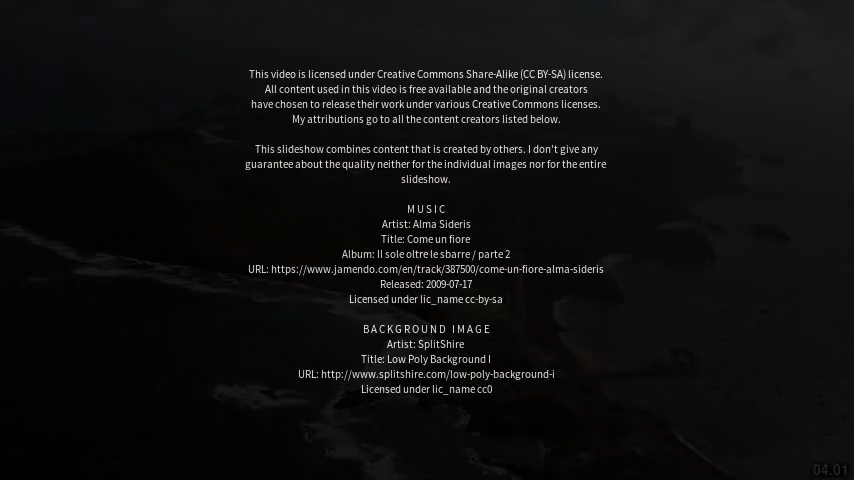 This video is licensed under Creative Commons Share-Alike (CC BY-SA) license.
All content used in this video is free available and the original creators
have chosen to release their work under various Creative Commons licenses.
My attributions go to all the content creators listed below.
This slideshow combines content that is created by others. I don't give any
guarantee about the quality neither for the individual images nor for the entire
slideshow.
MUSIC
Artist: Alma Sideris
Title: Come un fiore
Album: Il sole oltre le sbarre / parte 2
URL: https://www.jamendo.com/en/track/387500/come-un-fiore-alma-sideris
Released: 2009-07-17
Licensed under lic_name cc-by-sa
BACKGROUND IMAGE
Artist: SplitShire
Title: Low Poly Background I
URL: http://www.splitshire.com/low-poly-background-i
Licensed under lic_name cc0
04.01